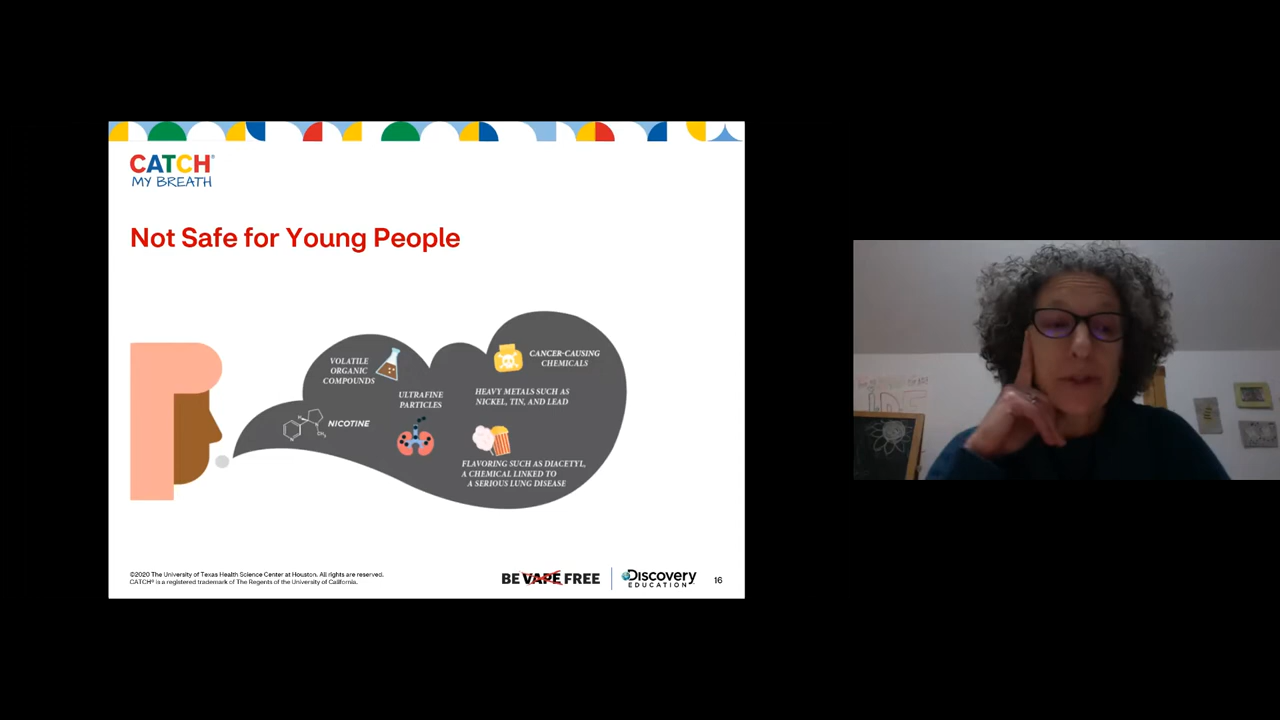 CATCH®
MY BREATH
Not Safe for Young People
VOLATILE
ORGANIC
COMPOUNDS
ULTRAFINE
PARTICLES
NICOTINE
H
N
N
CH₃
CANCER-CAUSING
CHEMICALS
HEAVY METALS SUCH AS
NICKEL, TIN, AND LEAD
FLAVORING SUCH AS DIACETYL,
A CHEMICAL LINKED TO
A SERIOUS LUNG DISEASE
©2020 The University of Texas Health Science Center at Houston. All rights are reserved.
CATCH® is a registered trademark of The Regents of the University of California.
BE VAPE FREE
Discovery
EDUCATION
16